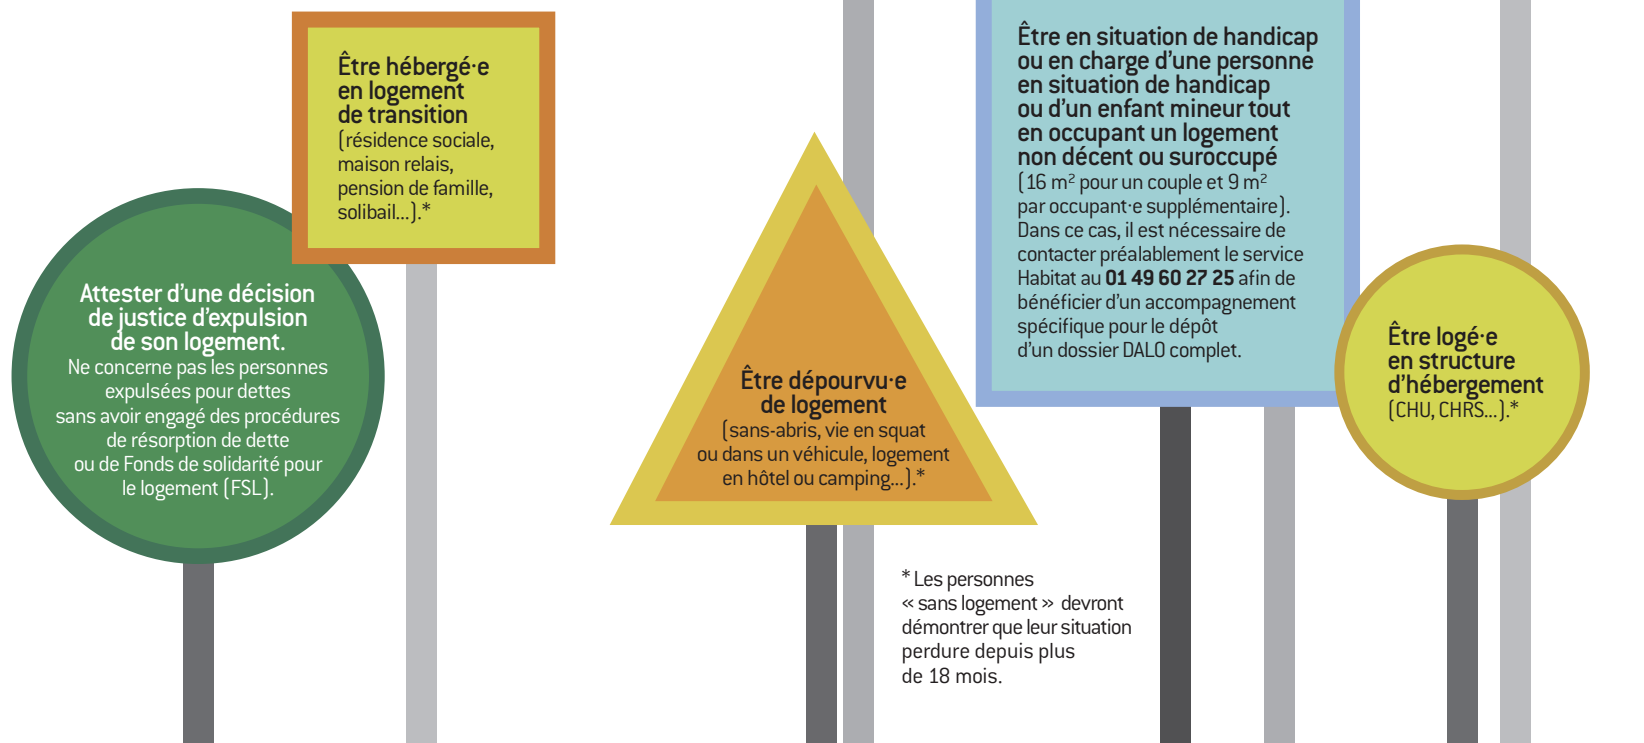 Être hébergé·e
en logement
de transition
(résidence sociale,
maison relais,
pension de famille,
solibail...).*
Attester d’une décision
de justice d’expulsion
de son logement.
Ne concerne pas les personnes
expulsées pour dettes
sans avoir engagé des procédures
de résorption de dette
ou de Fonds de solidarité pour
le logement (FSL).
Être dépourvu·e
de logement
(sans-abris, vie en squat
ou dans un véhicule, logement
en hôtel ou camping...).*
Être en situation de handicap
ou en charge d’une personne
en situation de handicap
ou d’un enfant mineur tout
en occupant un logement
non décent ou suroccupé
(16 m² pour un couple et 9 m²
par occupant·e supplémentaire).
Dans ce cas, il est nécessaire de
contacter préalablement le service
Habitat au 01 49 60 27 25 afin de
bénéficier d’un accompagnement
spécifique pour le dépôt
d’un dossier DALO complet.
Être logé·e
en structure
d’hébergement
(CHU, CHRS...).*
* Les personnes
« sans logement » devront
démontrer que leur situation
perdure depuis plus
de 18 mois.